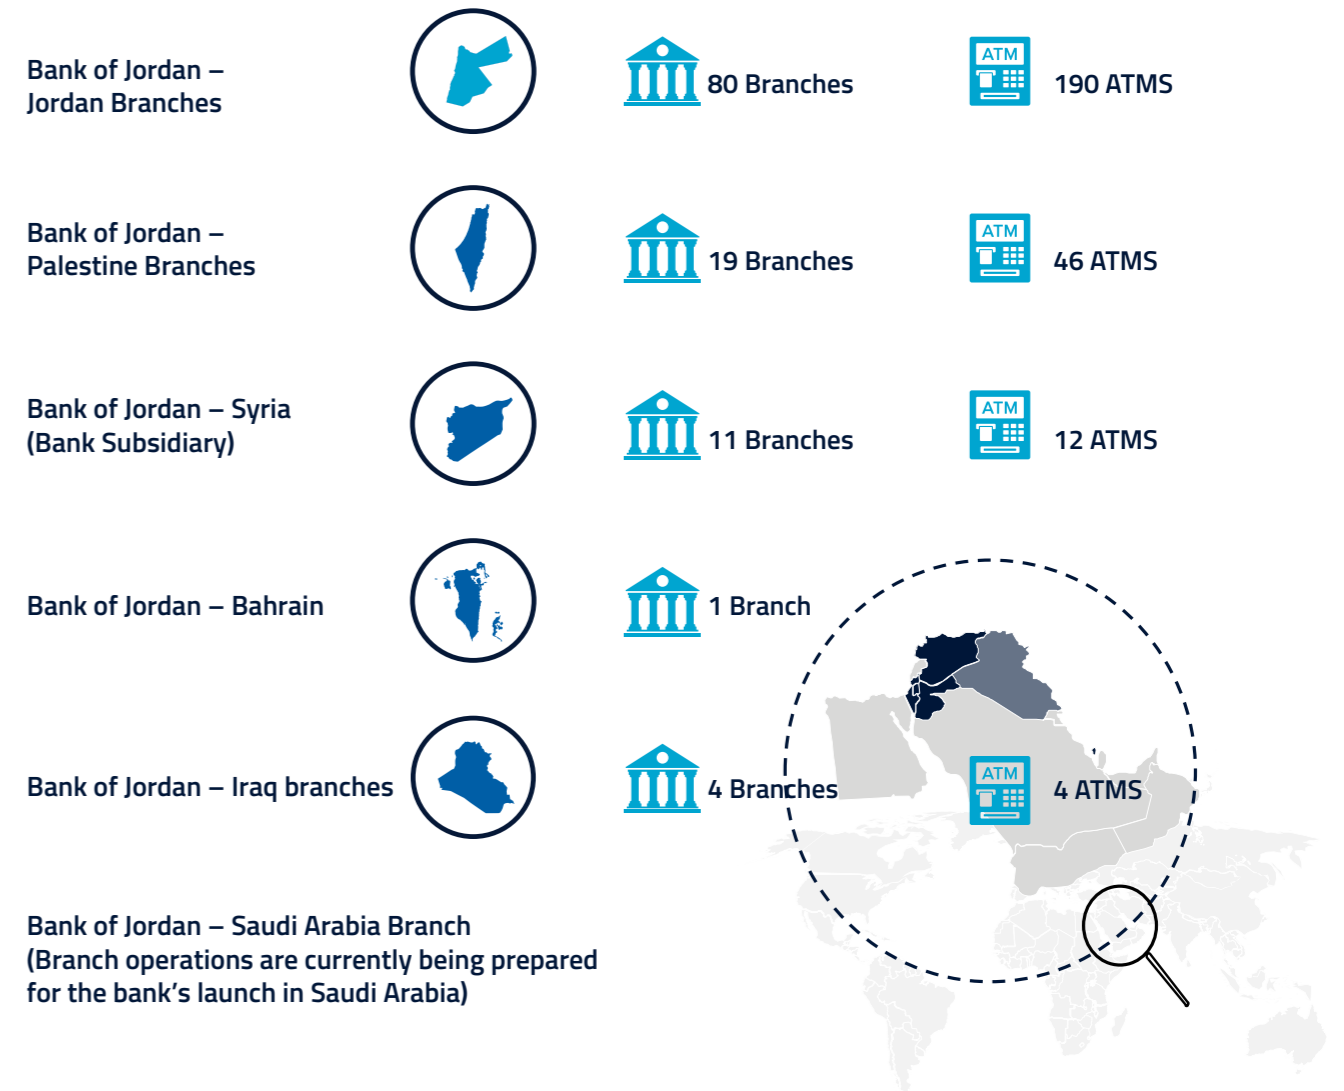 Bank of Jordan –
Jordan Branches
80 Branches
ATM
190 ATMS
Bank of Jordan –
Palestine Branches
19 Branches
ATM
46 ATMS
Bank of Jordan – Syria
(Bank Subsidiary)
11 Branches
ATM
12 ATMS
Bank of Jordan – Bahrain
1 Branch
Bank of Jordan – Iraq branches
4 Branches
ATM
4 ATMS
Bank of Jordan – Saudi Arabia Branch
(Branch operations are currently being prepared
for the bank’s launch in Saudi Arabia)